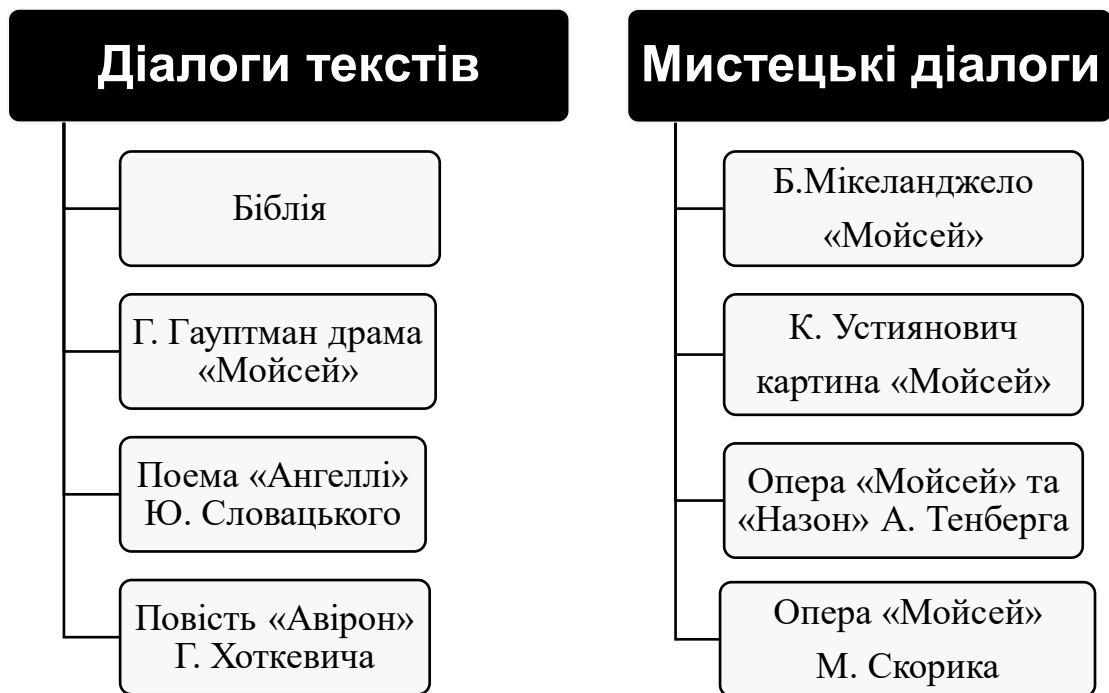 Діалоги текстів
Біблія
Г. Гауптман драма
«Мойсей»
Поема «Ангеллі»
Ю. Словацького
Повість «Авірон»
Г. Хоткевича
Мистецькі діалоги
Б.Мікеланджело
«Мойсей»
К. Устиянович
картина «Мойсей»
Опера «Мойсей» та
«Назон» А. Тенберга
Опера «Мойсей»
М. Скорика